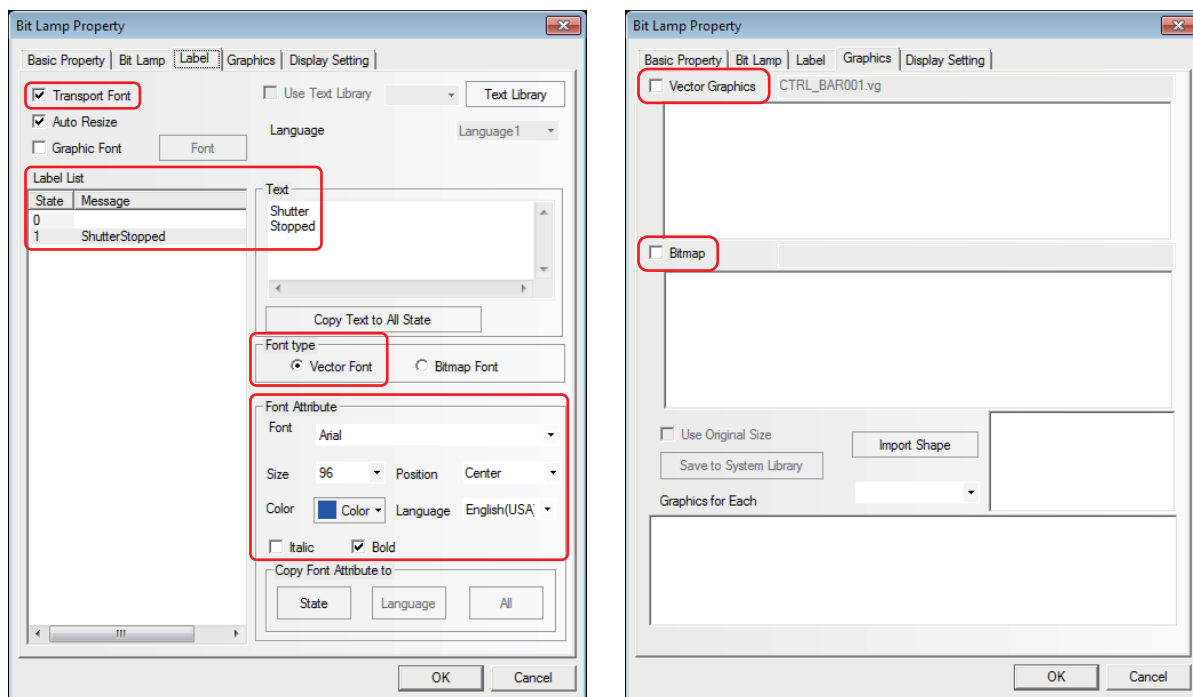 Bit Lamp Property
Basic Property Bit Lamp Label Graphics Display Setting
Transport Font
Use Text Library
Text Library
Auto Resize
Language
Language1
Graphic Font
Font
Label List
State Message
0
1 ShutterStopped
Text
Shutter
Stopped
Copy Text to All State
Font type
Vector Font
Bitmap Font
Font Attribute
Font
Arial
Size 96 Position Center
Color Color Language English(USA)
Italic
Bold
Copy Font Attribute to
State
Language
All
OK
Cancel
Bit Lamp Property
Basic Property Bit Lamp Label Graphics Display Setting
Vector Graphics
CTRL_BAR001.vg
Bitmap
Use Original Size
Import Shape
Save to System Library
Graphics for Each
OK
Cancel